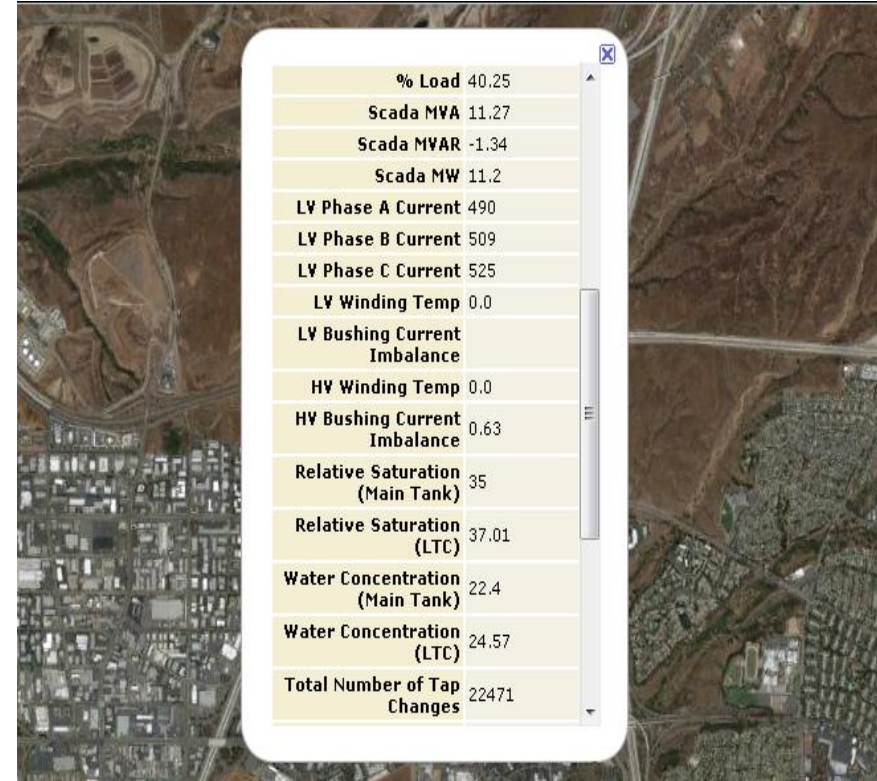 % Load 40.25
Scada MVA 11.27
Scada MVAR -1.34
Scada MW 11.2
LV Phase A Current 490
LV Phase B Current 509
LV Phase C Current 525
LV Winding Temp 0.0
LV Bushing Current
Imbalance
HV Winding Temp 0.0
HV Bushing Current
Imbalance 0.63
Relative Saturation
(Main Tank) 35
Relative Saturation
(LTC) 37.01
Water Concentration
(Main Tank) 22.4
Water Concentration
(LTC) 24.57
Total Number of Tap
Changes 22471